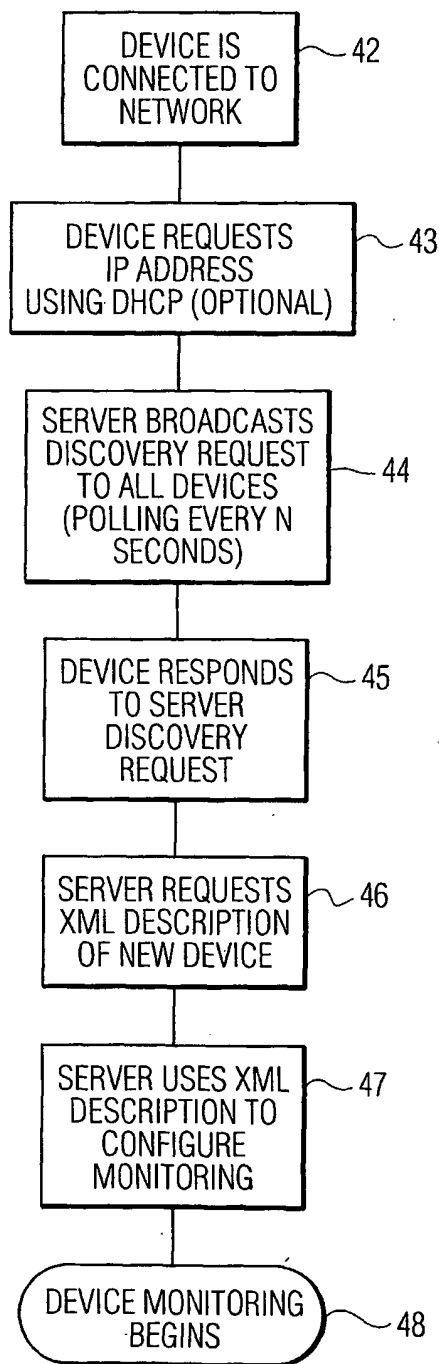 DEVICE IS
CONNECTED TO
NETWORK
42
DEVICE REQUESTS
IP ADDRESS
USING DHCP (OPTIONAL)
43
SERVER BROADCASTS
DISCOVERY REQUEST
TO ALL DEVICES
(POLLING EVERY N
SECONDS)
44
DEVICE RESPONDS
TO SERVER
DISCOVERY
REQUEST
45
SERVER REQUESTS
XML DESCRIPTION
OF NEW DEVICE
46
SERVER USES XML
DESCRIPTION TO
CONFIGURE
MONITORING
47
DEVICE MONITORING
BEGINS
48